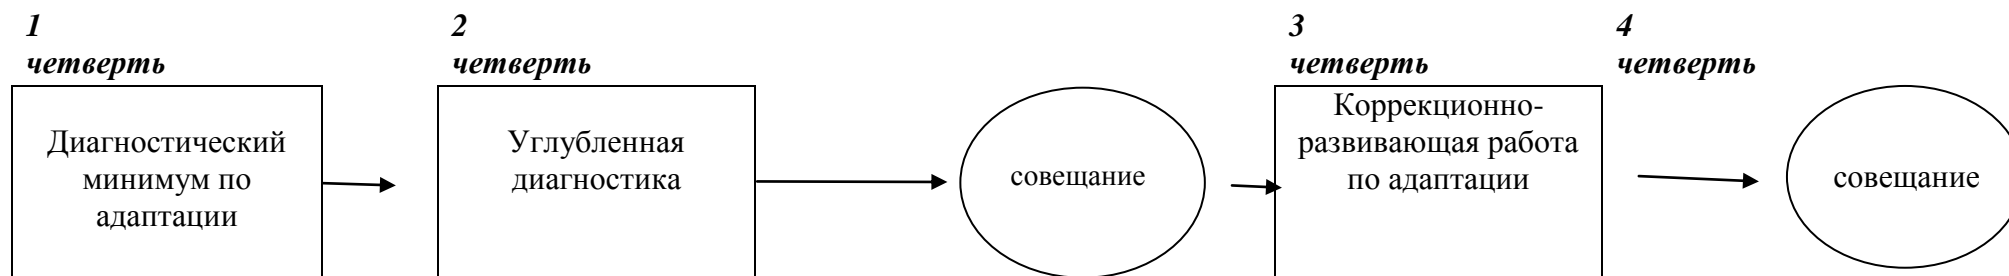 1
четверть
2
четверть
3
четверть
4
четверть
Диагностический
минимум по
адаптации
Углубленная
диагностика
совещание
Коррекционно-
развивающая работа
по адаптации
совещание